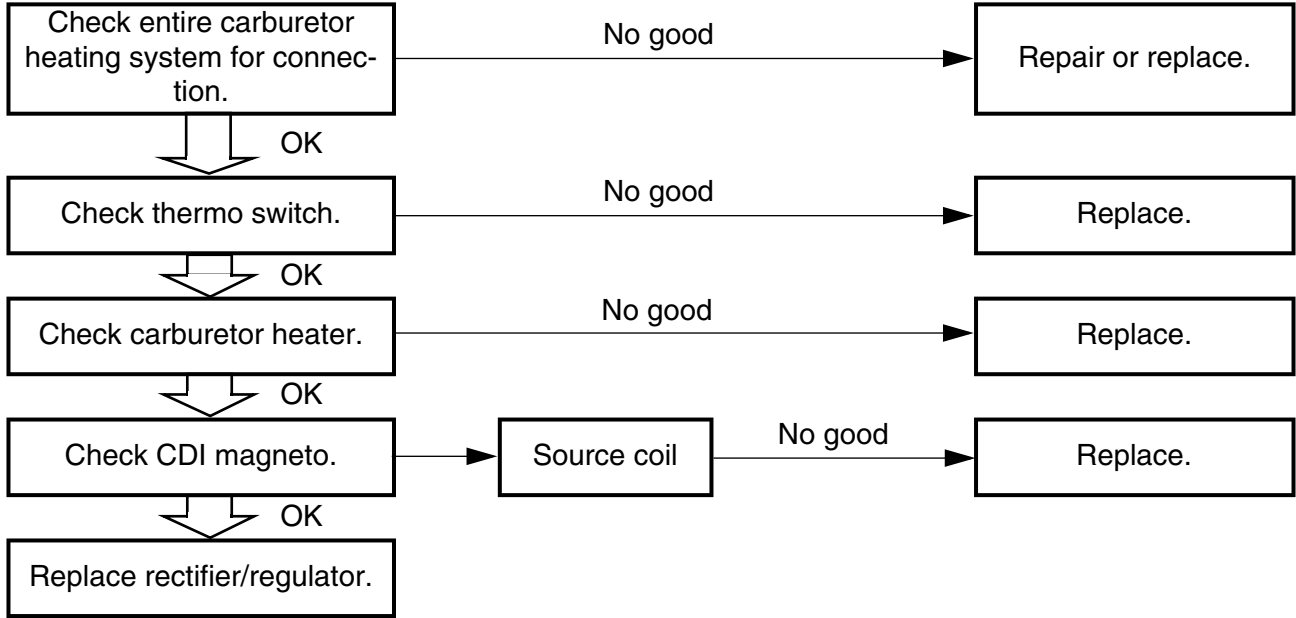 Check entire carburetor
heating system for connec-
tion.
No good
Repair or replace.
OK
Check thermo switch.
No good
Replace.
OK
Check carburetor heater.
No good
Replace.
OK
Check CDI magneto.
Source coil
No good
Replace.
OK
Replace rectifier/regulator.